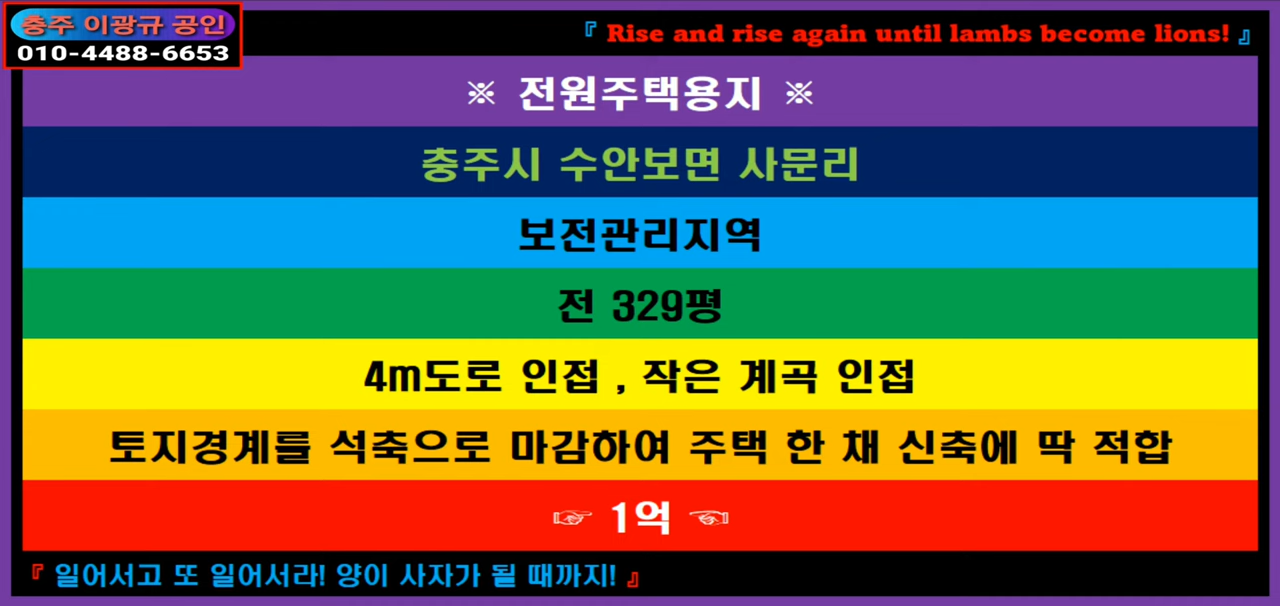 충주 이광규 공인
010-4488-6653
『 Rise and rise again until lambs become lions! 』
※ 전원주택용지 ※
충주시 수안보면 사문리
보전관리지역
전 329평
4m도로 인접 , 작은 계곡 인접
토지경계를 석축으로 마감하여 주택 한 채 신축에 딱 적합
☞ 1억 ☜
『 일어서고 또 일어서라! 양이 사자가 될 때까지! 』